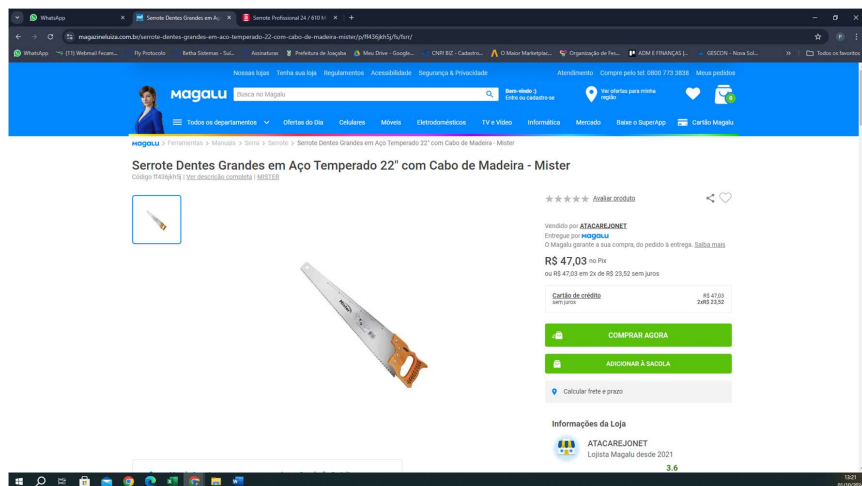 WhatsApp
Serrote Dentes Grandes em Aç
Serrote Profissional 24 / 610 M
magazineluiza.com.br/serrote-dentes-grandes-em-aco-temperado-22-com-cabo-de-madeira-mister/p/ff436jkh5j/fs/fsrr/
WhatsApp
(11) Webmail Fecam...
Fly Protocolo
Betha Sistemas - Suí...
Assinaturas
Prefeitura de Joaçaba
Meu Drive - Google...
CNPJ BIZ - Cadastro...
O Maior Marketplac...
Organização de Fes...
ADM E FINANÇAS |...
GESCON - Nova Sol...
Todos os favoritos
Nossas lojas Tenha sua loja Regulamentos Acessibilidade Segurança & Privacidade
Atendimento Compre pelo tel: 0800 773 3838 Meus pedidos
Magalu
Busca no Magalu
Bem-vindo :)
Entre ou cadastre-se
Ver ofertas para minha
região
0
Todos os departamentos Ofertas do Dia Celulares Móveis Eletrodomésticos TV e Vídeo Informática Mercado Baixe o SuperApp Cartão Magalu
Magalu > Ferramentas > Manuais > Serra > Serrote > Serrote Dentes Grandes em Aço Temperado 22" com Cabo de Madeira - Mister
Serrote Dentes Grandes em Aço Temperado 22" com Cabo de Madeira - Mister
Código ff436jkh5j | Ver descrição completa | MISTER
Avaliar produto
Vendido por ATACAREJONET
Entregue por Magalu
O Magalu garante a sua compra, do pedido à entrega. Saiba mais
R$ 47,03 no Pix
ou R$ 47,03 em 2x de R$ 23,52 sem juros
Cartão de crédito
sem juros
R$ 47,03
2xR$ 23,52
COMPRAR AGORA
ADICIONAR À SACOLA
Calcular frete e prazo
Informações da Loja
ATACAREJONET
Lojista Magalu desde 2021
3.6
13:21